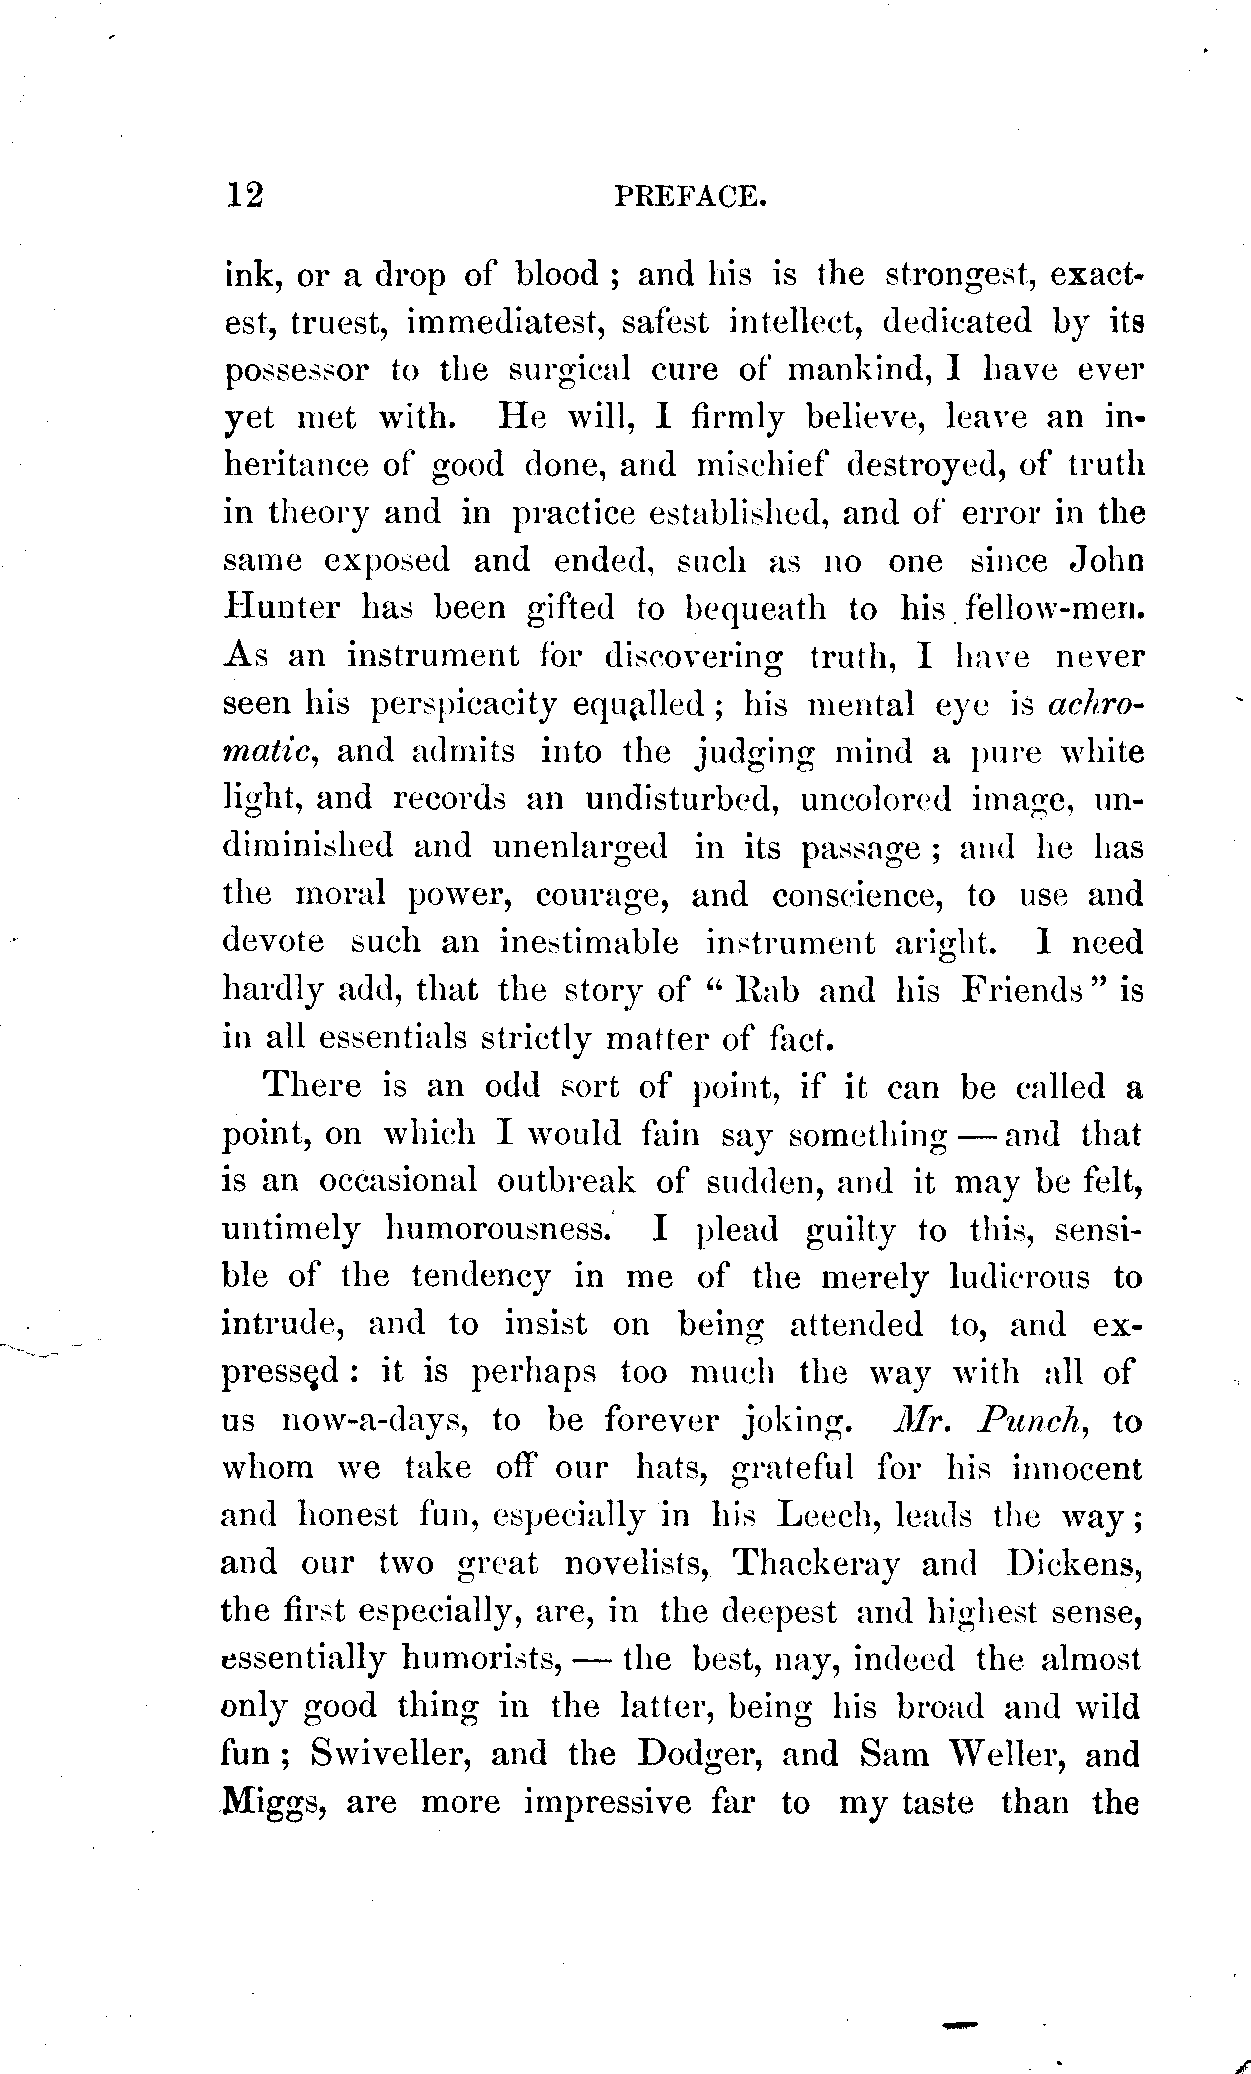 12 PREFACE.
ink, or a drop of blood ; and his is the strongest, exact-
est, truest, immediatest, safest intellect, dedicated by its
possessor to the surgical cure of mankind, I have ever
yet met with. He will, I firmly believe, leave an in-
heritance of good done, and mischief destroyed, of truth
in theory and in practice established, and of error in the
same exposed and ended, such as no one since John
Hunter has been gifted to bequeath to his fellow-men.
As an instrument for discovering truth, I have never
seen his perspicacity equalled ; his mental eye is achro-
matic, and admits into the judging mind a pure white
light, and records an undisturbed, uncolored image, un-
diminished and unenlarged in its passage ; and he has
the moral power, courage, and conscience, to use and
devote such an inestimable instrument aright. I need
hardly add, that the story of “ Rab and his Friends ” is
in all essentials strictly matter of fact.
There is an odd sort of point, if it can be called a
point, on which I would fain say something — and that
is an occasional outbreak of sudden, and it may be felt,
untimely humorousness. I plead guilty to this, sensi-
ble of the tendency in me of the merely ludicrous to
intrude, and to insist on being attended to, and ex-
pressed : it is perhaps too much the way with all of
us now-a-days, to be forever joking. Mr. Punch, to
whom we take off our hats, grateful for his innocent
and honest fun, especially in his Leech, leads the way ;
and our two great novelists, Thackeray and Dickens,
the first especially, are, in the deepest and highest sense,
essentially humorists, — the best, nay, indeed the almost
only good thing in the latter, being his broad and wild
fun ; Swiveller, and the Dodger, and Sam Weller, and
Miggs, are more impressive far to my taste than the